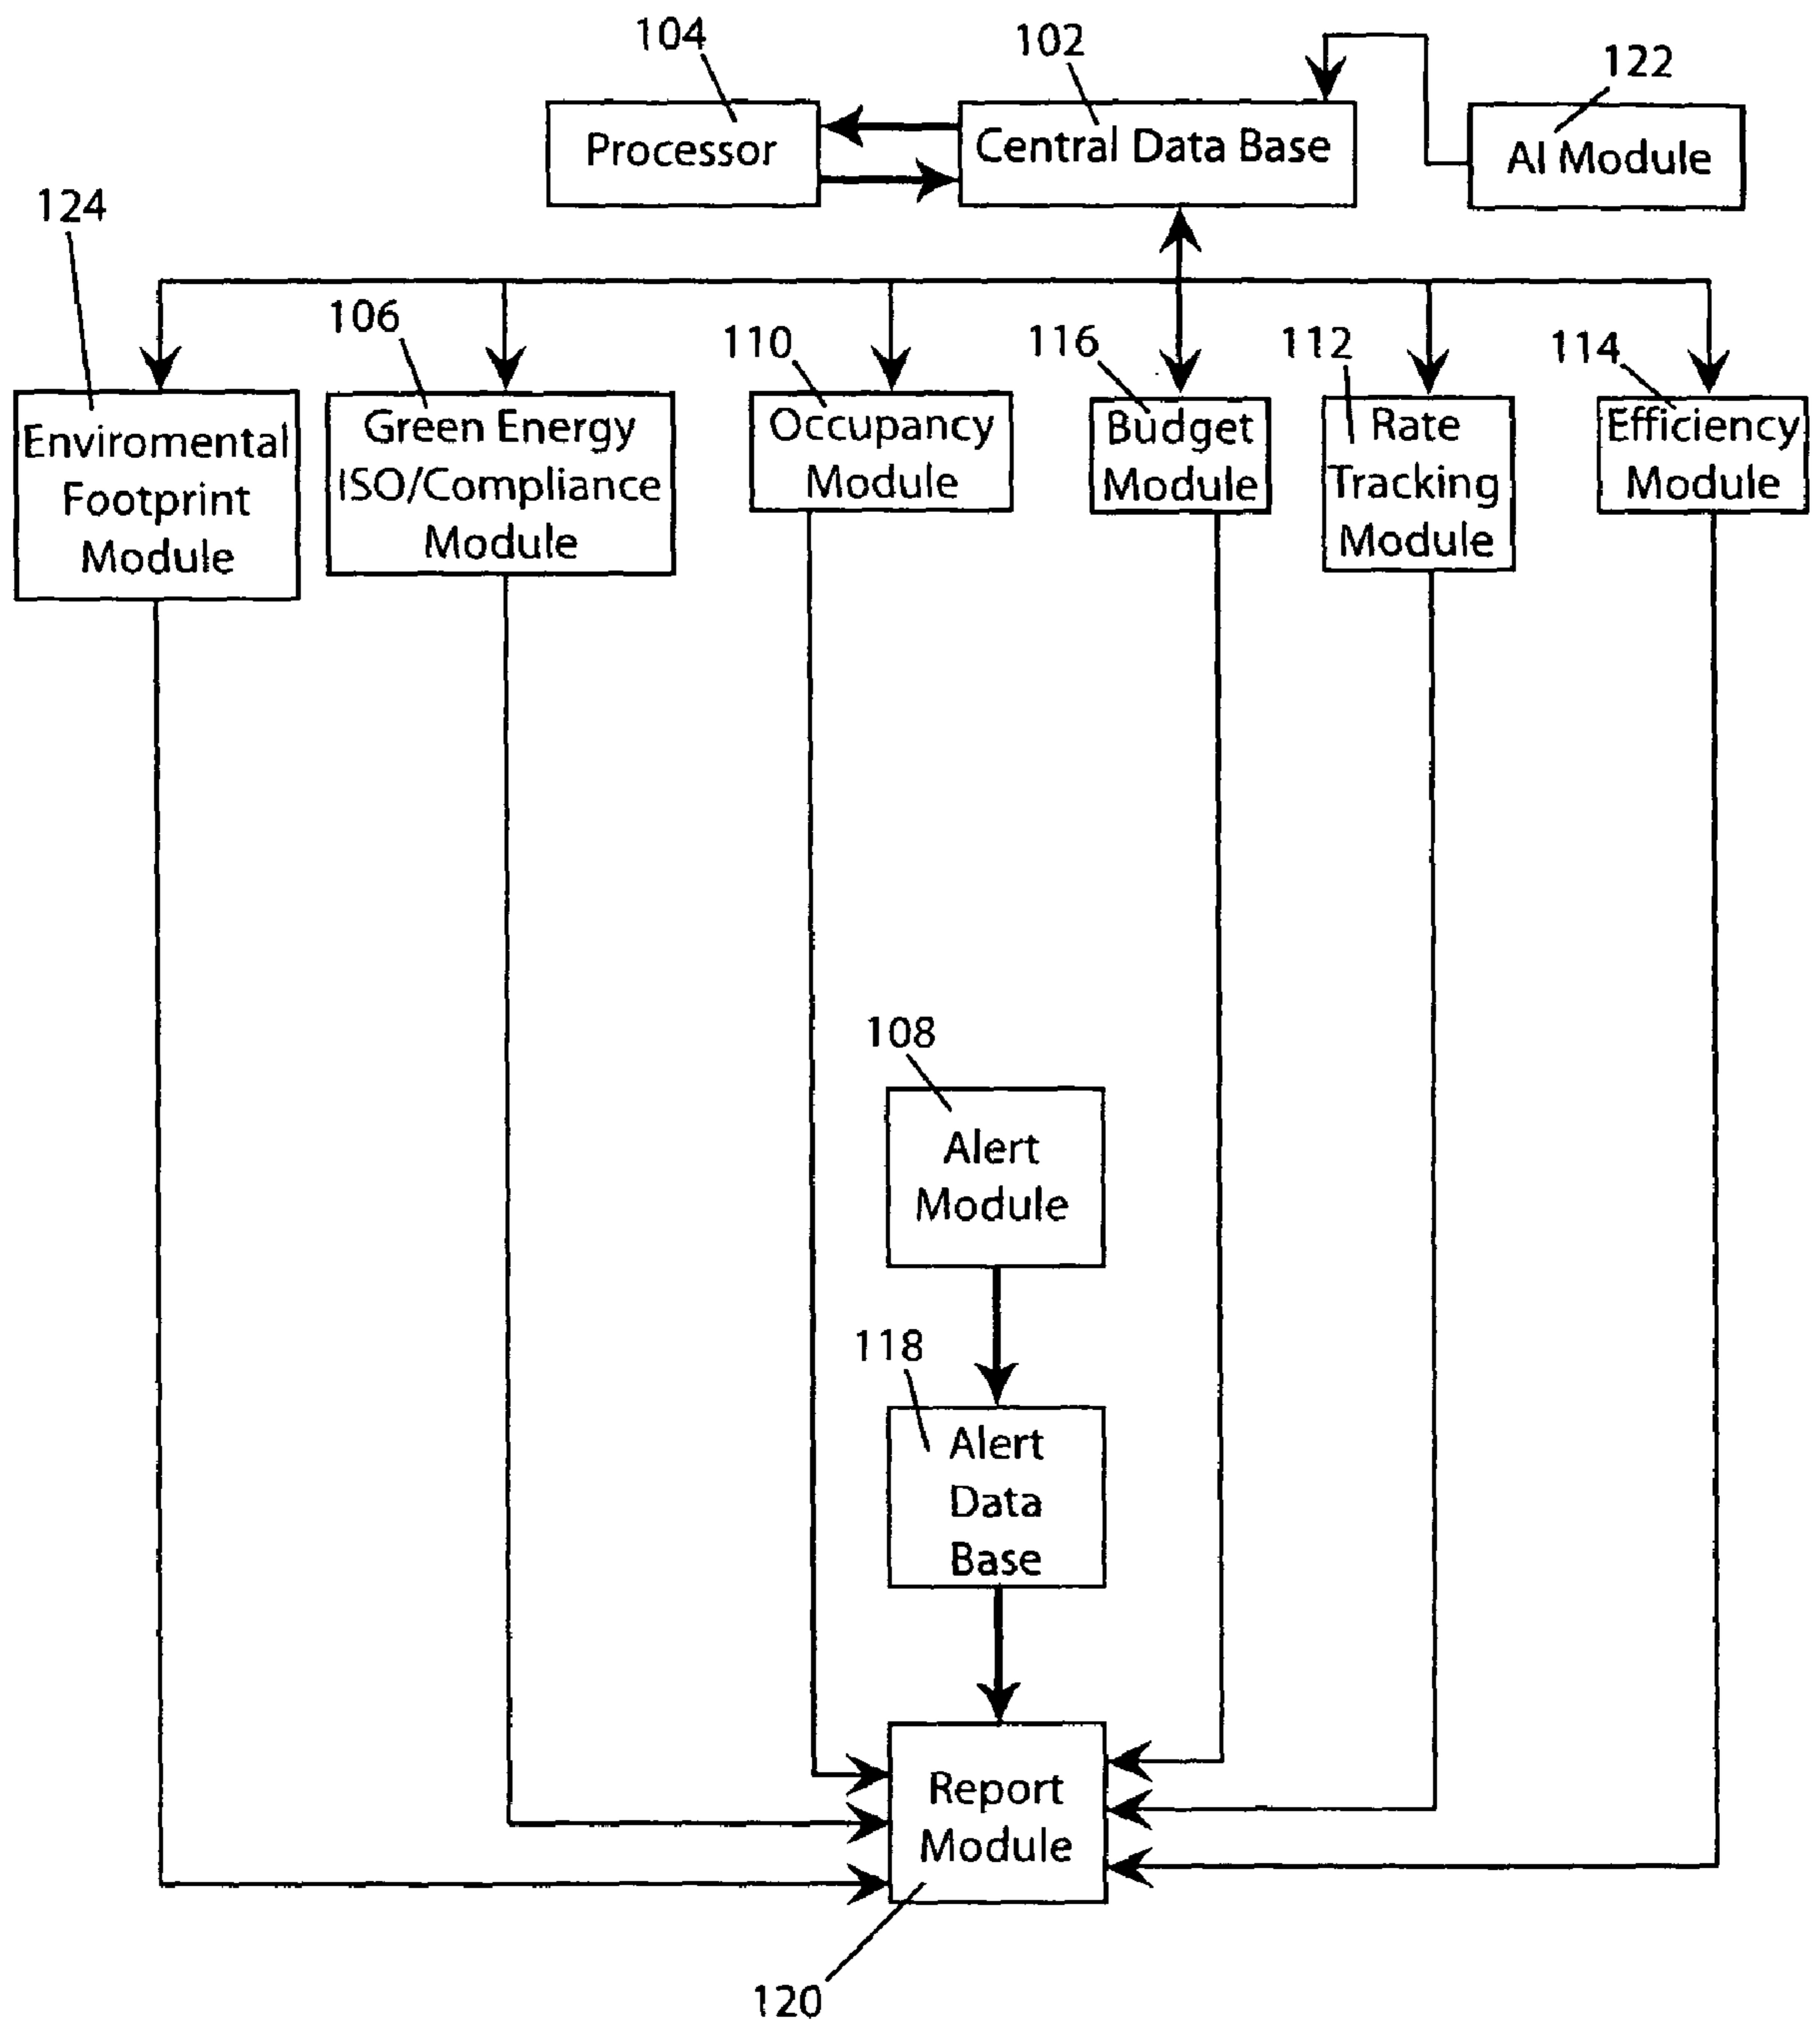 104
102
122
Processor
Central Data Base
AI Module
124
106
110
116
112
114
Enviromental
Footprint
Module
Green Energy
ISO/Compliance
Module
Occupancy
Module
Budget
Module
Rate
Tracking
Module
Efficiency
Module
108
Alert
Module
118
Alert
Data
Base
Report
Module
120